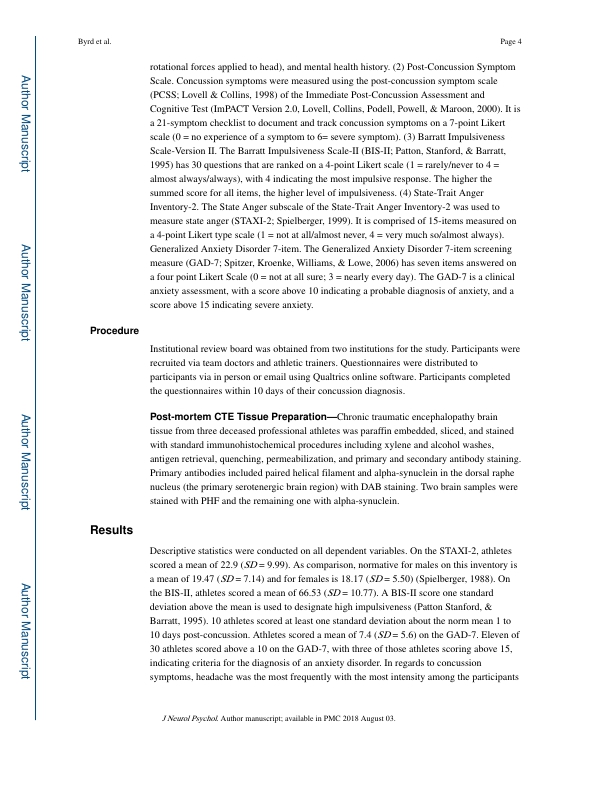 Byrd et al.
Page 4
rotational forces applied to head), and mental health history. (2) Post-Concussion Symptom
Scale. Concussion symptoms were measured using the post-concussion symptom scale
(PCSS; Lovell & Collins, 1998) of the Immediate Post-Concussion Assessment and
Cognitive Test (ImPACT Version 2.0, Lovell, Collins, Podell, Powell, & Maroon, 2000). It is
a 21-symptom checklist to document and track concussion symptoms on a 7-point Likert
scale (0 = no experience of a symptom to 6= severe symptom). (3) Barratt Impulsiveness
Scale-Version II. The Barratt Impulsiveness Scale-II (BIS-II; Patton, Stanford, & Barratt,
1995) has 30 questions that are ranked on a 4-point Likert scale (1 = rarely/never to 4 =
almost always/always), with 4 indicating the most impulsive response. The higher the
summed score for all items, the higher level of impulsiveness. (4) State-Trait Anger
Inventory-2. The State Anger subscale of the State-Trait Anger Inventory-2 was used to
measure state anger (STAXI-2; Spielberger, 1999). It is comprised of 15-items measured on
a 4-point Likert type scale (1 = not at all/almost never, 4 = very much so/almost always).
Generalized Anxiety Disorder 7-item. The Generalized Anxiety Disorder 7-item screening
measure (GAD-7; Spitzer, Kroenke, Williams, & Lowe, 2006) has seven items answered on
a four point Likert Scale (0 = not at all sure; 3 = nearly every day). The GAD-7 is a clinical
anxiety assessment, with a score above 10 indicating a probable diagnosis of anxiety, and a
score above 15 indicating severe anxiety.
Procedure
Institutional review board was obtained from two institutions for the study. Participants were
recruited via team doctors and athletic trainers. Questionnaires were distributed to
participants via in person or email using Qualtrics online software. Participants completed
the questionnaires within 10 days of their concussion diagnosis.
Post-mortem CTE Tissue Preparation—Chronic traumatic encephalopathy brain
tissue from three deceased professional athletes was paraffin embedded, sliced, and stained
with standard immunohistochemical procedures including xylene and alcohol washes,
antigen retrieval, quenching, permeabilization, and primary and secondary antibody staining.
Primary antibodies included paired helical filament and alpha-synuclein in the dorsal raphe
nucleus (the primary serotonergic brain region) with DAB staining. Two brain samples were
stained with PHF and the remaining one with alpha-synuclein.
Results
Descriptive statistics were conducted on all dependent variables. On the STAXI-2, athletes
scored a mean of 22.9 (SD = 9.99). As comparison, normative for males on this inventory is
a mean of 19.47 (SD = 7.14) and for females is 18.17 (SD = 5.50) (Spielberger, 1988). On
the BIS-II, athletes scored a mean of 66.53 (SD = 10.77). A BIS-II score one standard
deviation above the mean is used to designate high impulsiveness (Patton Stanford, &
Barratt, 1995). 10 athletes scored at least one standard deviation about the norm mean 1 to
10 days post-concussion. Athletes scored a mean of 7.4 (SD = 5.6) on the GAD-7. Eleven of
30 athletes scored above a 10 on the GAD-7, with three of those athletes scoring above 15,
indicating criteria for the diagnosis of an anxiety disorder. In regards to concussion
symptoms, headache was the most frequently with the most intensity among the participants
J Neurol Psychol. Author manuscript; available in PMC 2018 August 03.
Author Manuscript
Author Manuscript
Author Manuscript
Author Manuscript